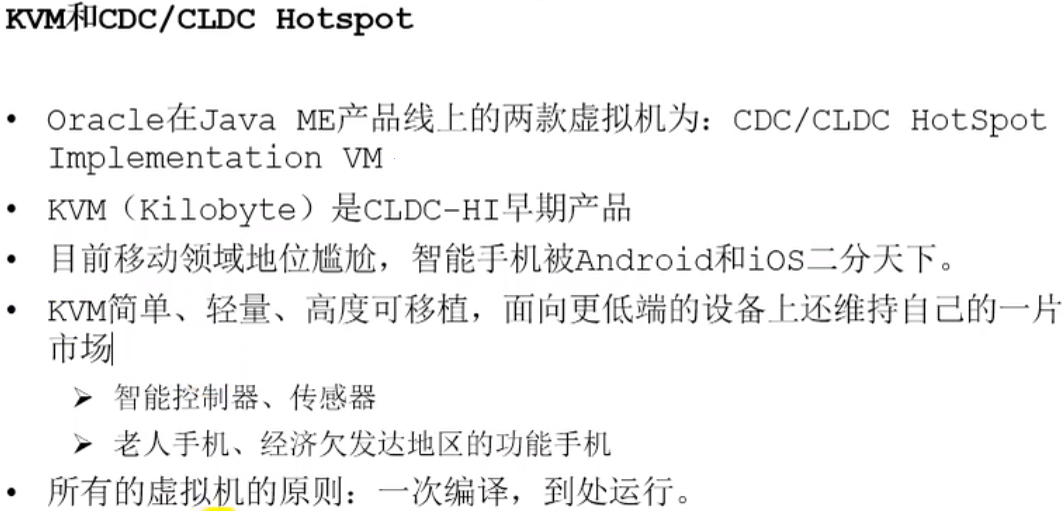 KVM和CDC/CLDC Hotspot
• Oracle在Java ME产品线上的两款虚拟机为：CDC/CLDC HotSpot
Implementation VM
• KVM（Kilobyte）是CLDC-HI早期产品
• 目前移动领域地位尴尬，智能手机被Android和iOS二分天下。
• KVM简单、轻量、高度可移植，面向更低端的设备上还维持自己的一片
市场
➢ 智能控制器、传感器
➢ 老人手机、经济欠发达地区的功能手机
• 所有的虚拟机的原则：一次编译，到处运行。